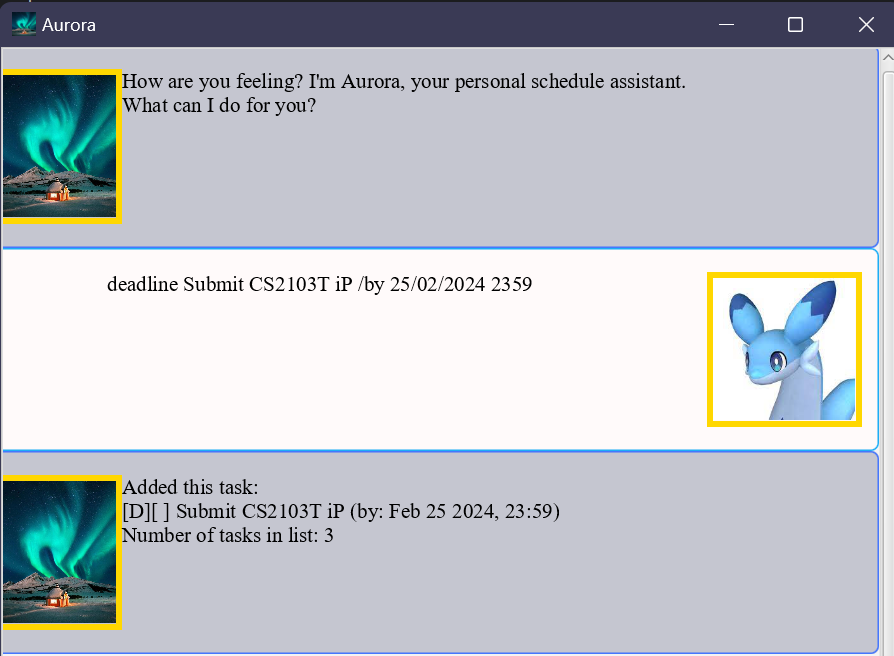 Aurora
How are you feeling? I'm Aurora, your personal schedule assistant.
What can I do for you?
deadline Submit CS2103T iP /by 25/02/2024 2359
Added this task:
[D][ ] Submit CS2103T iP (by: Feb 25 2024, 23:59)
Number of tasks in list: 3